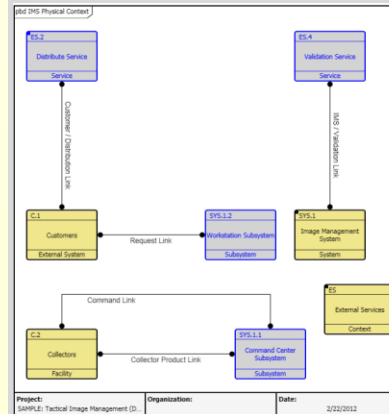 pbd IMS Physical Context
ES.2
Distribute Service
Service
ES.4
Validation Service
Service
Customer / Distribution Link
IMS / Validation Link
C.1
Customers
External System
Request Link
SYS.1.2
Workstation Subsystem
Subsystem
SYS.1
Image Management
System
System
ES
External Services
Context
Command Link
C.2
Collectors
Facility
Collector Product Link
SYS.1.1
Command Center
Subsystem
Subsystem
Project:
SAMPLE: Tactical Image Management (D...
Organization:
Date:
2/22/2012